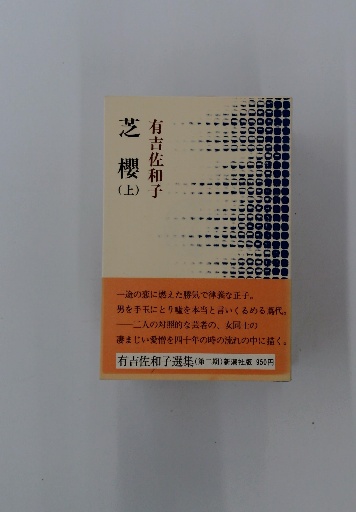 有吉佐和子
芝櫻
(上)
一途の恋に燃えた勝気で律義な正子。
男を手玉にとり嘘を本当と言いくるめる蔦代。
――二人の対照的な芸者の、女同士の
凄まじい愛憎を四十年の時の流れの中に描く。
有吉佐和子選集(第二期)新潮社版 950円